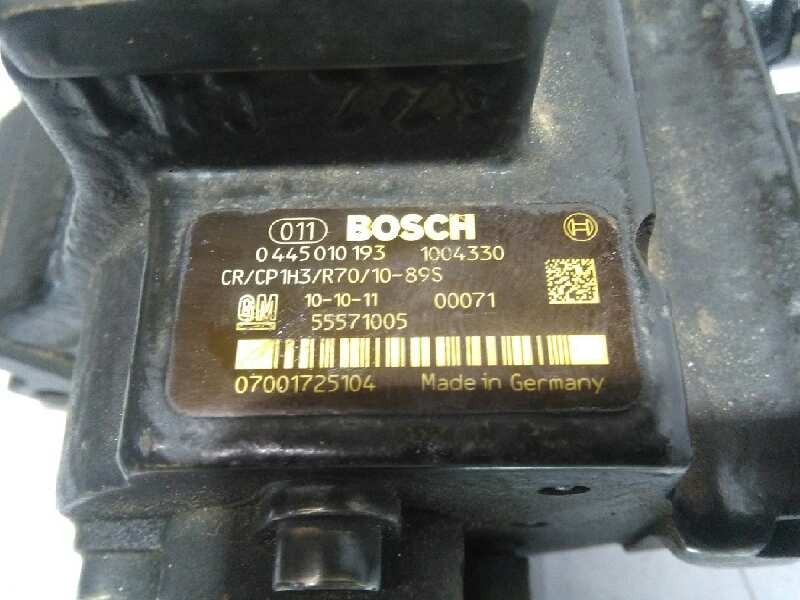 011 BOSCH
0 445 010 193 1004330
CR/CP1H3/R70/10-89S
GM 10-10-11 00071
55571005
07001725104 Made in Germany